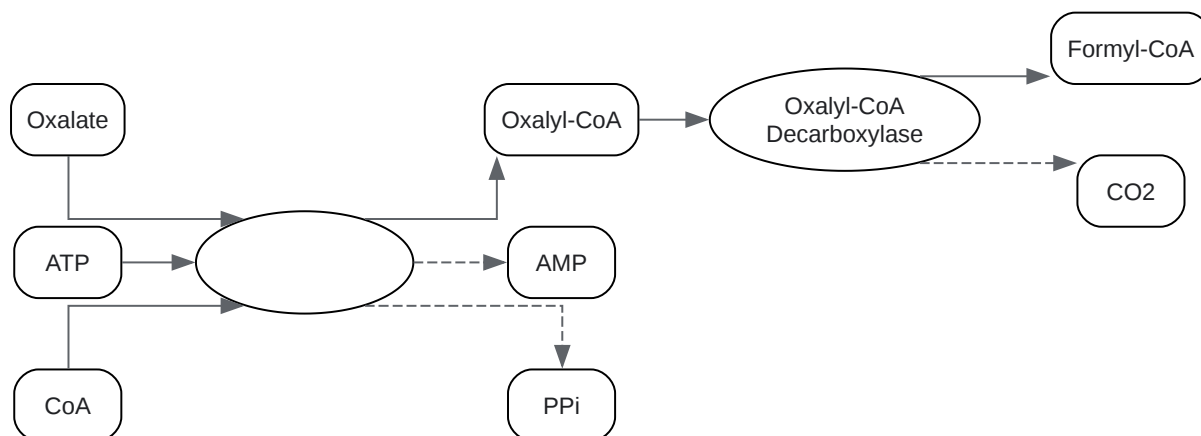 Formyl-CoA
Oxalate
Oxalyl-CoA
Oxalyl-CoA
Decarboxylase
CO2
ATP
AMP
CoA
PPi